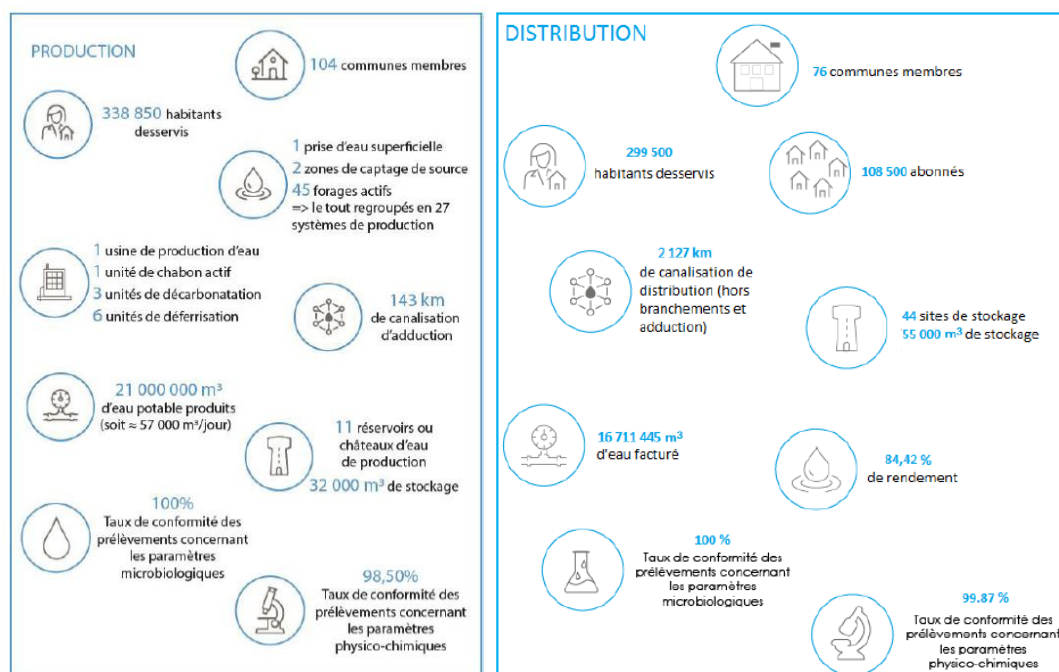 PRODUCTION
104 communes membres
338 850 habitants
desservis
1 prise d'eau superficielle
2 zones de captage de source
45 forages actifs
=> le tout regroupés en 27
systèmes de production
1 usine de production d'eau
1 unité de chabon actif
3 unités de décarbonatation
6 unités de déferrisation
143 km
de canalisation
d'adduction
21 000 000 m³
d'eau potable produits
(soit ≈ 57 000 m³/jour)
11 réservoirs ou
châteaux d'eau
de production
32 000 m³ de stockage
100%
Taux de conformité des
prélèvements concernant
les paramètres
microbiologiques
98,50%
Taux de conformité des
prélèvements concernant
les paramètres
physico-chimiques
DISTRIBUTION
76 communes membres
299 500
habitants desservis
108 500 abonnés
2 127 km
de canalisation de
distribution (hors
branchements et
adduction)
44 sites de stockage
55 000 m³ de stockage
16 711 445 m³
d'eau facturé
84,42 %
de rendement
100 %
Taux de conformité des
prélèvements concernant
les paramètres
microbiologiques
99.87 %
Taux de conformité des
prélèvements concernant
les paramètres
physico-chimiques